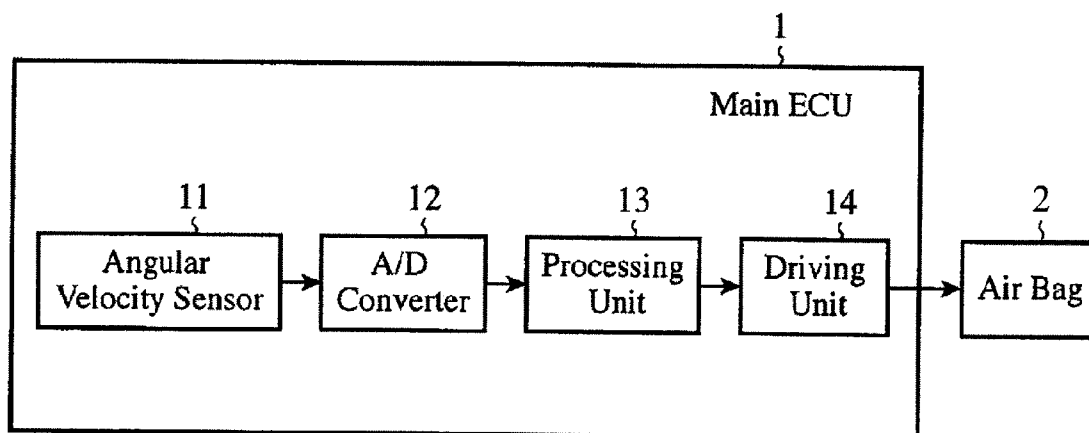 1
Main ECU
11
12
13
14
2
Angular
Velocity Sensor
A/D
Converter
Processing
Unit
Driving
Unit
Air Bag